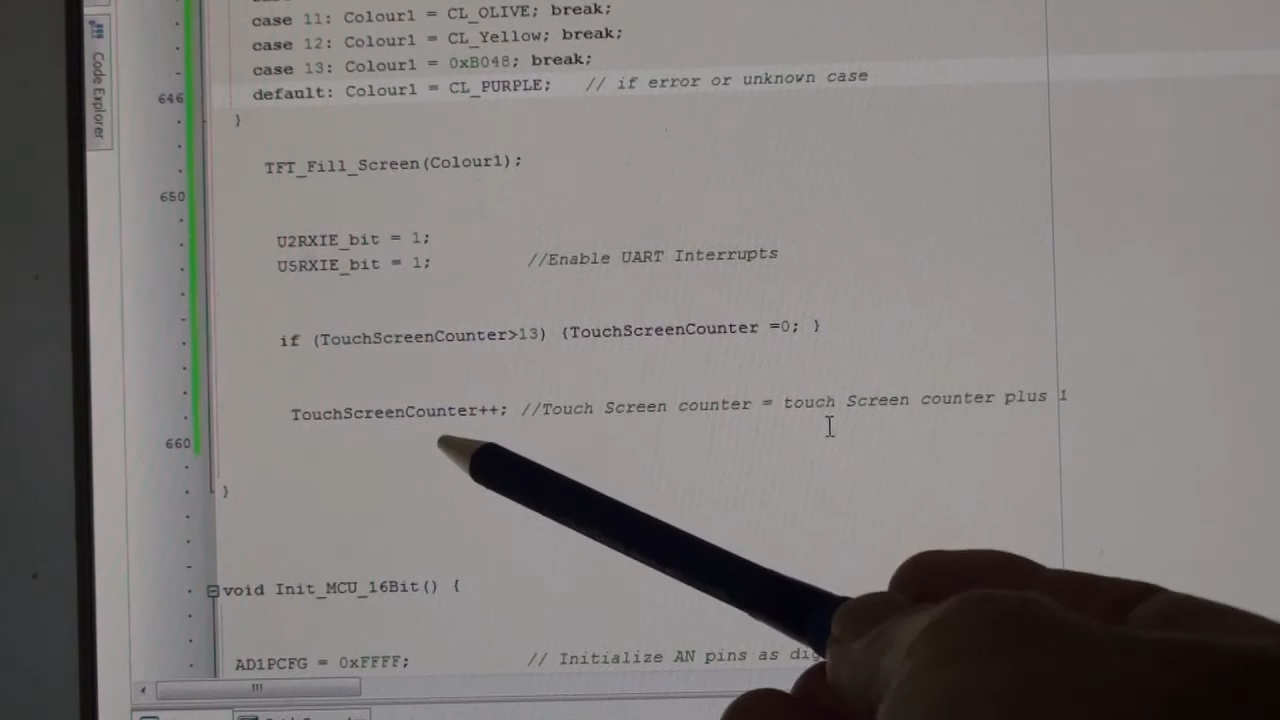 case 11: Colour1 = CL_OLIVE; break;
case 12: Colour1 = CL_Yellow; break;
case 13: Colour1 = 0xB048; break;
646 default: Colour1 = CL_PURPLE; // if error or unknown case
}
TFT_Fill_Screen(Colour1);
650
U2RXIE_bit = 1;
U5RXIE_bit = 1; //Enable UART Interrupts
if (TouchScreenCounter>13) {TouchScreenCounter =0; }
TouchScreenCounter++; //Touch Screen counter = touch Screen counter plus 1
660
}
void Init_MCU_16Bit() {
AD1PCFG = 0xFFFF; // Initialize AN pins as
Code Explorer